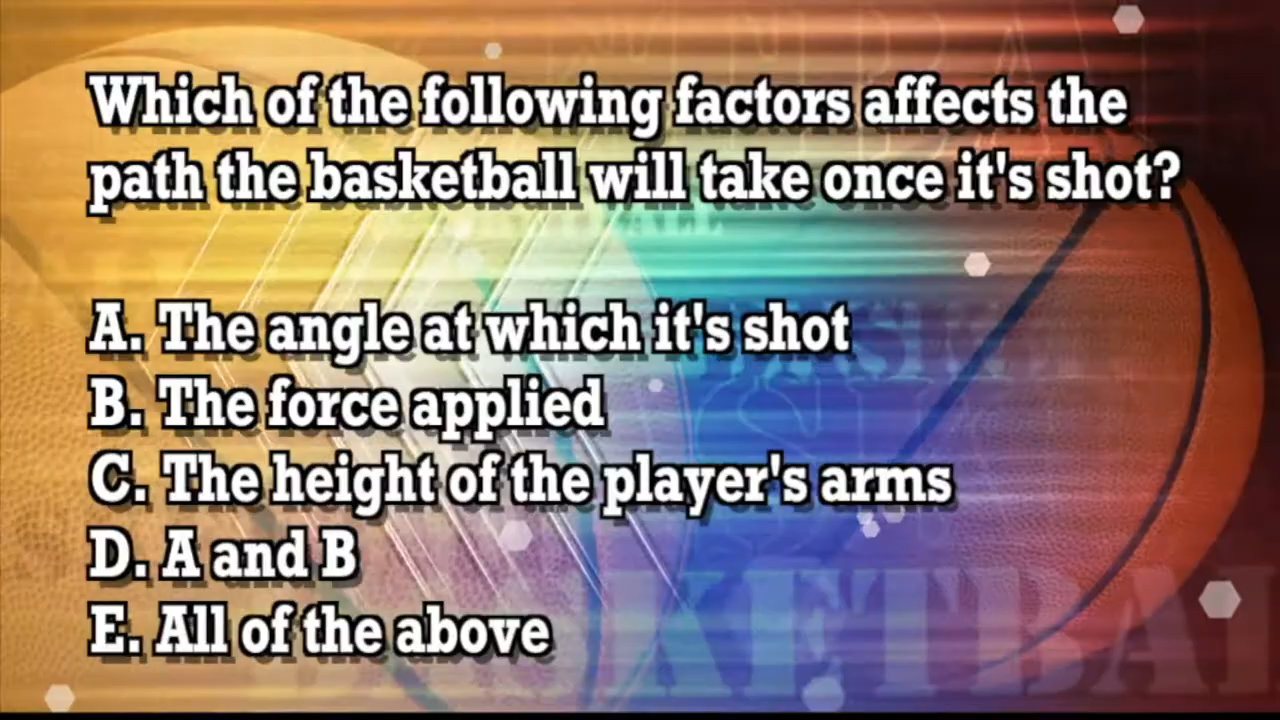 Which of the following factors affects the
path the basketball will take once it's shot?
A. The angle at which it's shot
B. The force applied
C. The height of the player's arms
D. A and B
E. All of the above